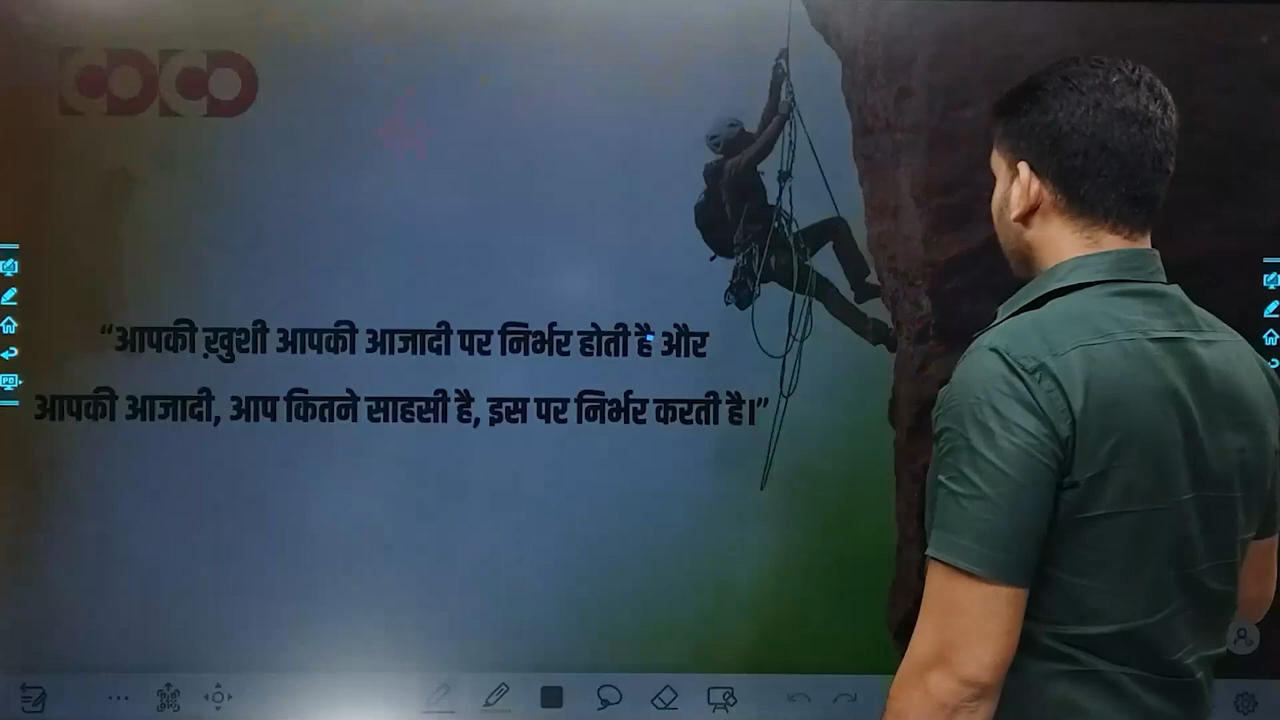 “आपकी ख़ुशी आपकी आजादी पर निर्भर होती है और
आपकी आजादी, आप कितने साहसी है, इस पर निर्भर करती है।”